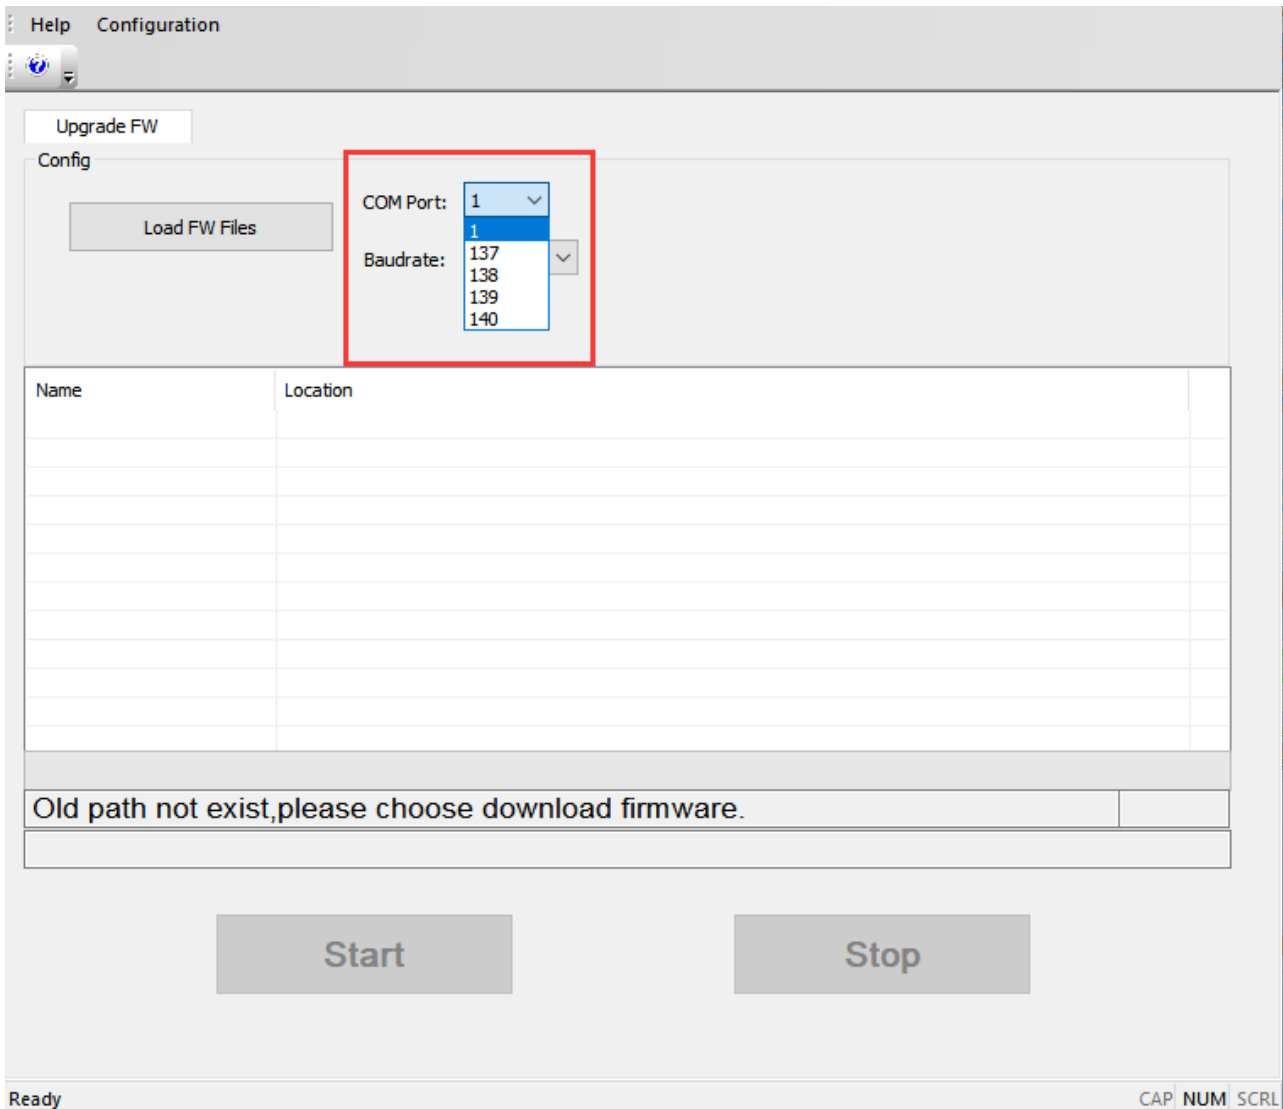 Help Configuration
Upgrade FW
Config
Load FW Files
COM Port: 1
1
Baudrate:
137
138
139
140
Name Location
Old path not exist,please choose download firmware.
Start Stop
Ready CAP NUM SCRL